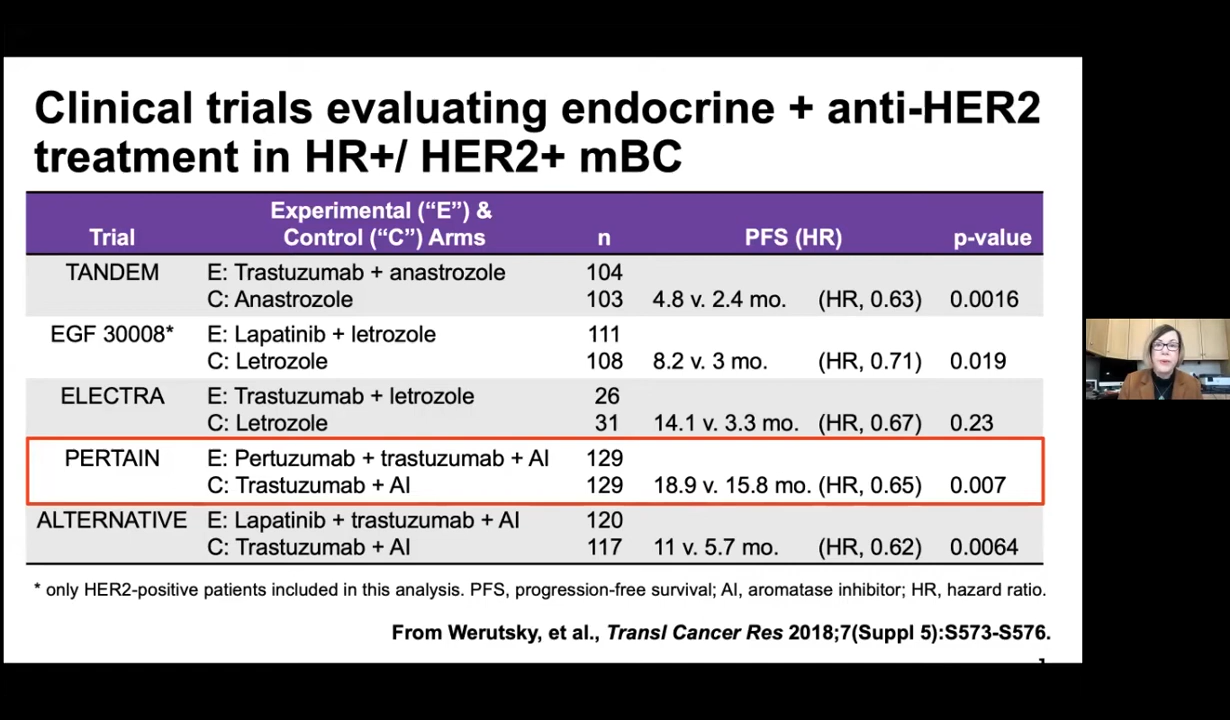 Clinical trials evaluating endocrine + anti-HER2
treatment in HR+/ HER2+ mBC
Experimental (“E”) &
Trial Control (“C”) Arms n PFS (HR) p-value
TANDEM E: Trastuzumab + anastrozole 104
C: Anastrozole 103 4.8 v. 2.4 mo. (HR, 0.63) 0.0016
EGF 30008* E: Lapatinib + letrozole 111
C: Letrozole 108 8.2 v. 3 mo. (HR, 0.71) 0.019
ELECTRA E: Trastuzumab + letrozole 26
C: Letrozole 31 14.1 v. 3.3 mo. (HR, 0.67) 0.23
PERTAIN E: Pertuzumab + trastuzumab + AI 129
C: Trastuzumab + AI 129 18.9 v. 15.8 mo. (HR, 0.65) 0.007
ALTERNATIVE E: Lapatinib + trastuzumab + AI 120
C: Trastuzumab + AI 117 11 v. 5.7 mo. (HR, 0.62) 0.0064
* only HER2-positive patients included in this analysis. PFS, progression-free survival; AI, aromatase inhibitor; HR, hazard ratio.
From Werutsky, et al., Transl Cancer Res 2018;7(Suppl 5):S573-S576.